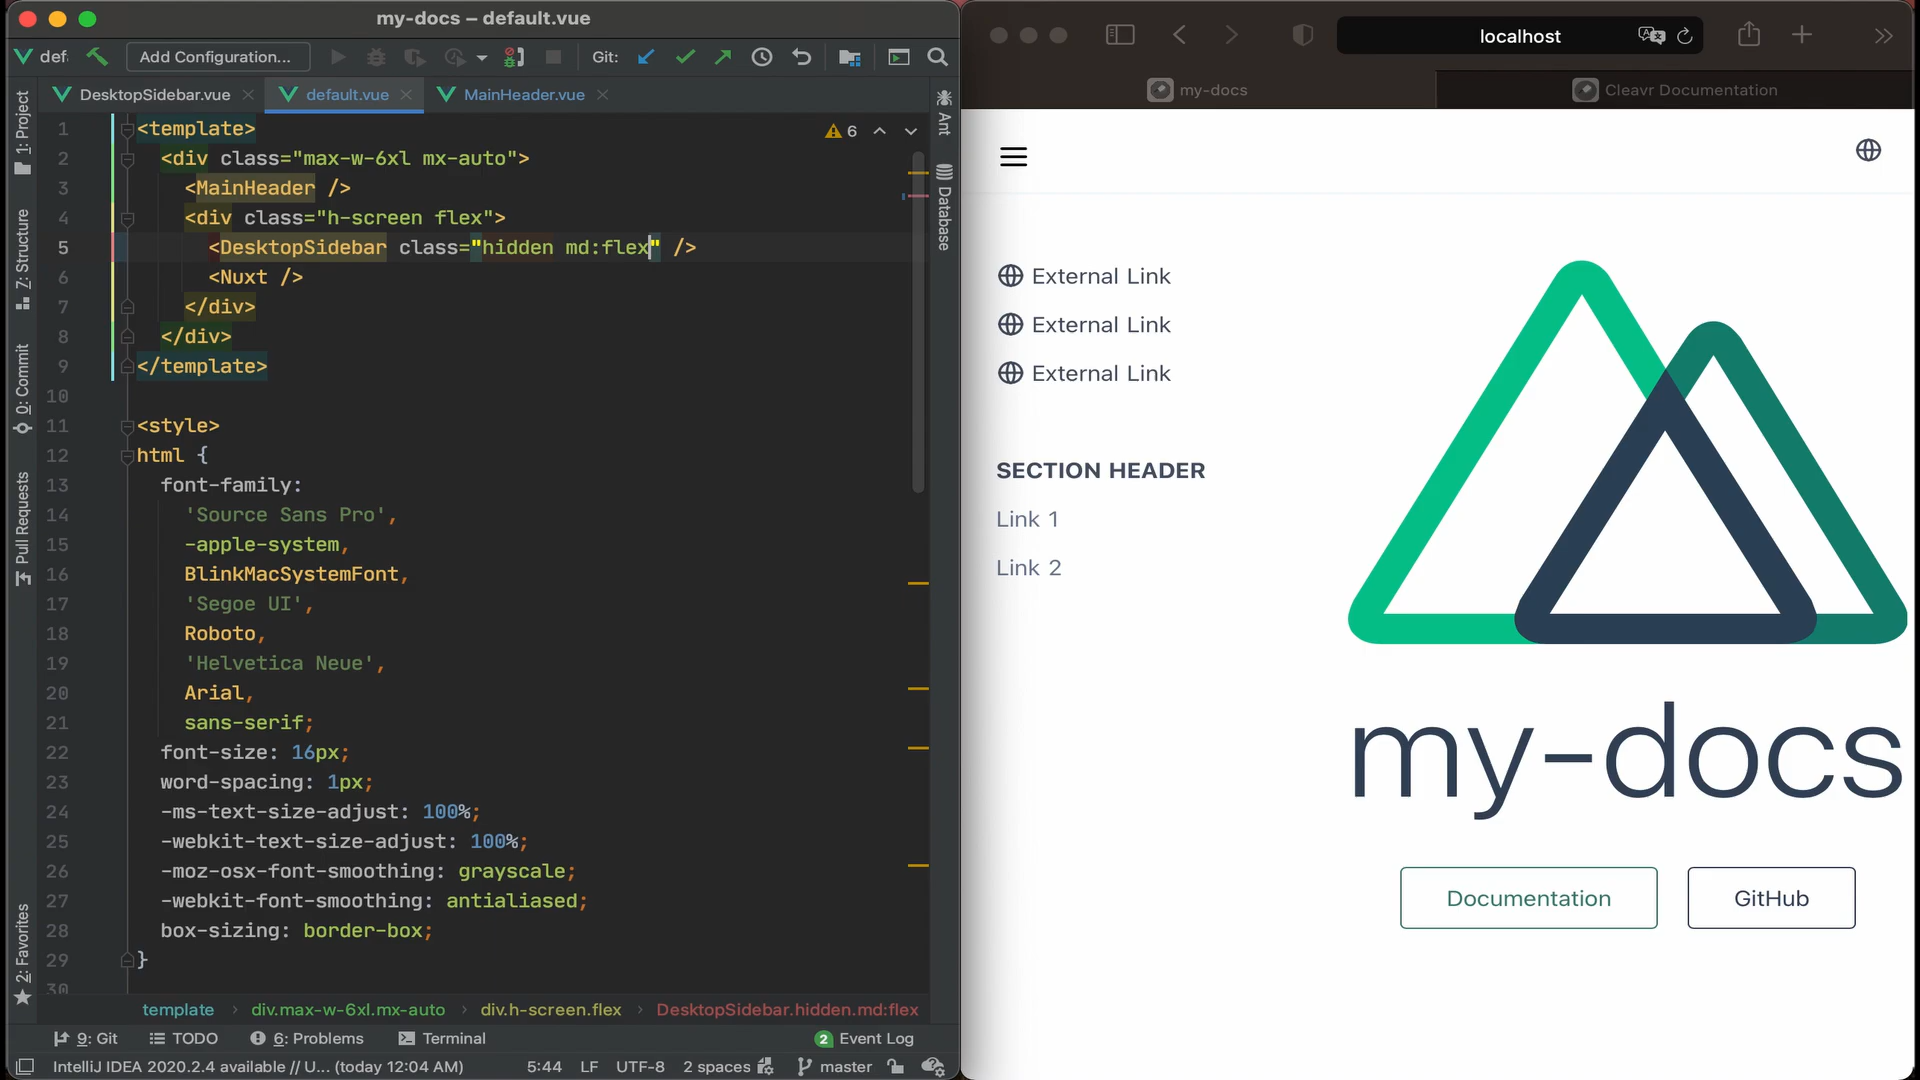 my-docs – default.vue
def
Add Configuration...
Git:
DesktopSidebar.vue
default.vue
MainHeader.vue
1: Project
Z: Structure
0: Commit
Pull Requests
2: Favorites
Ant
Database
6
1 <template>
2 <div class="max-w-6xl mx-auto">
3 <MainHeader />
4 <div class="h-screen flex">
5 <DesktopSidebar class="hidden md:flex" />
6 <Nuxt />
7 </div>
8 </div>
9 </template>
10
11 <style>
12 html {
13 font-family:
14 'Source Sans Pro',
15 -apple-system,
16 BlinkMacSystemFont,
17 'Segoe UI',
18 Roboto,
19 'Helvetica Neue',
20 Arial,
21 sans-serif;
22 font-size: 16px;
23 word-spacing: 1px;
24 -ms-text-size-adjust: 100%;
25 -webkit-text-size-adjust: 100%;
26 -moz-osx-font-smoothing: grayscale;
27 -webkit-font-smoothing: antialiased;
28 box-sizing: border-box;
29 }
30
template › div.max-w-6xl.mx-auto › div.h-screen.flex › DesktopSidebar.hidden.md:flex
9: Git
TODO
6: Problems
Terminal
2 Event Log
IntelliJ IDEA 2020.2.4 available // U... (today 12:04 AM)
5:44
LF
UTF-8
2 spaces
master
localhost
my-docs
Cleavr Documentation
External Link
External Link
External Link
SECTION HEADER
Link 1
Link 2
my-docs
Documentation
GitHub